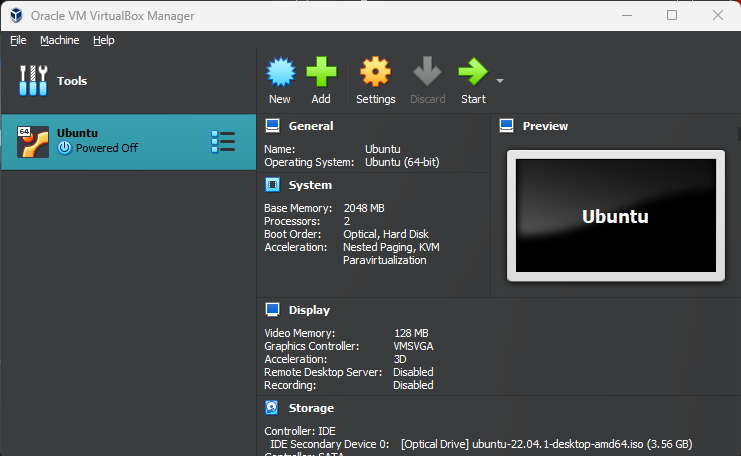 Oracle VM VirtualBox Manager
File Machine Help
Tools
New Add Settings Discard Start
64 Ubuntu
Powered Off
General
Name: Ubuntu
Operating System: Ubuntu (64-bit)
System
Base Memory: 2048 MB
Processors: 2
Boot Order: Optical, Hard Disk
Acceleration: Nested Paging, KVM
Paravirtualization
Preview
Ubuntu
Display
Video Memory: 128 MB
Graphics Controller: VMSVGA
Acceleration: 3D
Remote Desktop Server: Disabled
Recording: Disabled
Storage
Controller: IDE
IDE Secondary Device 0: [Optical Drive] ubuntu-22.04.1-desktop-amd64.iso (3.56 GB)
Controller: SATA